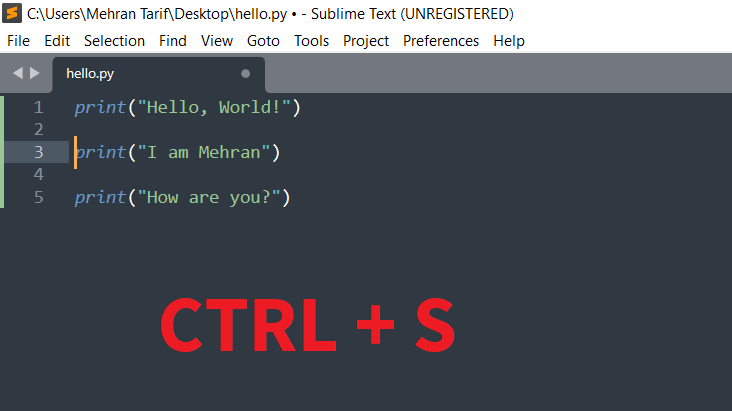 C:\Users\Mehran Tarif\Desktop\hello.py • - Sublime Text (UNREGISTERED)
File Edit Selection Find View Goto Tools Project Preferences Help
hello.py
1 print("Hello, World!")
2
3 print("I am Mehran")
4
5 print("How are you?")
CTRL + S